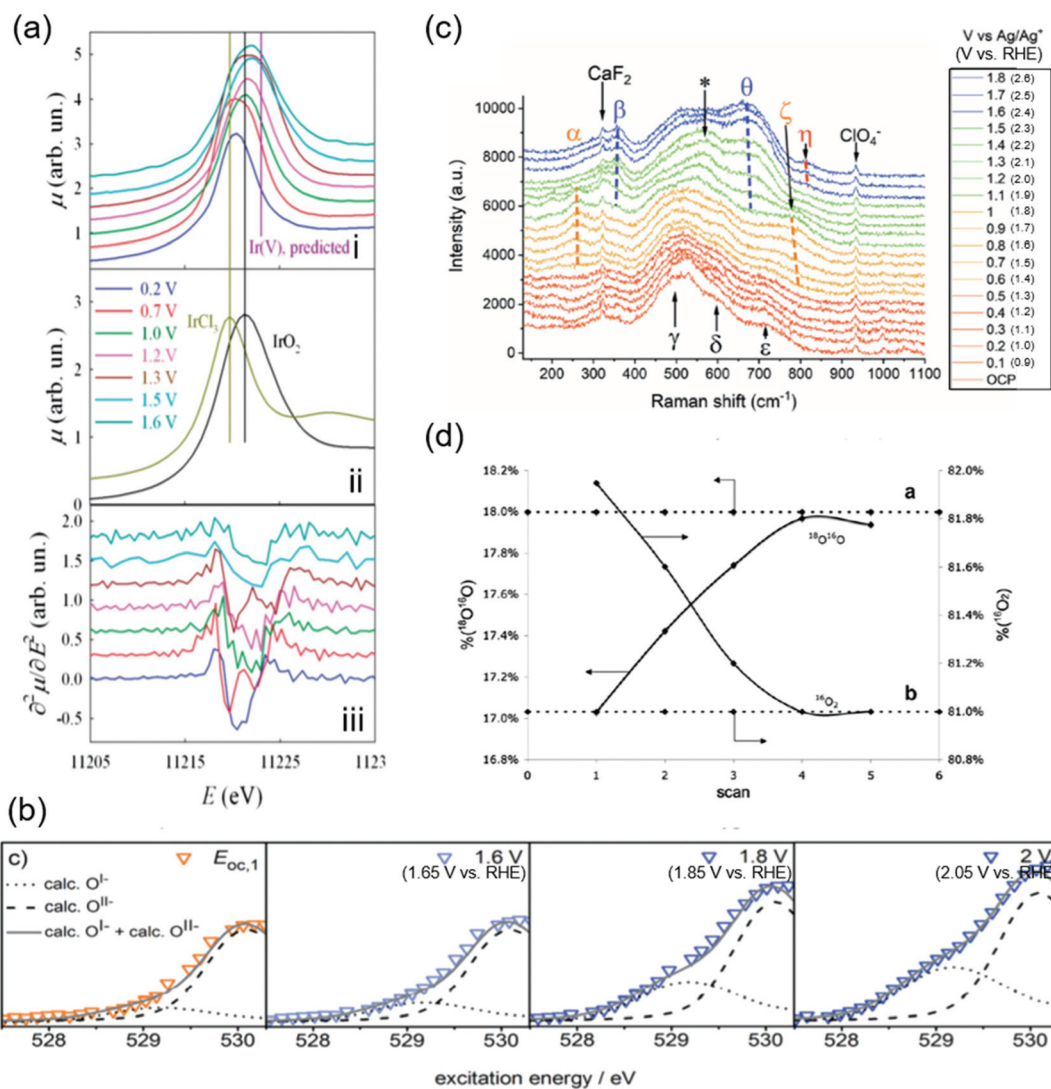 (a)
5
4
3
2
1
μ (arb. un.)
Ir(V), predicted
i
3
2
1
0
μ (arb. un.)
IrCl3
IrO2
0.2 V
0.7 V
1.0 V
1.2. V
1.3 V
1.5 V
1.6 V
ii
2.0
1.5
1.0
0.5
0.0
-0.5
∂²μ/∂E² (arb. un.)
iii
11205 11215 11225 1123
E (eV)
(c)
CaF2
α
β
*
θ
ζ
η
ClO4-
γ
δ
ε
10000
8000
6000
4000
2000
0
Intensity (a.u.)
200 300 400 500 600 700 800 900 1000 1100
Raman shift (cm-1)
V vs Ag/Ag+
(V vs. RHE)
1.8 (2.6)
1.7 (2.5)
1.6 (2.4)
1.5 (2.3)
1.4 (2.2)
1.3 (2.1)
1.2 (2.0)
1.1 (1.9)
1 (1.8)
0.9 (1.7)
0.8 (1.6)
0.7 (1.5)
0.6 (1.4)
0.5 (1.3)
0.4 (1.2)
0.3 (1.1)
0.2 (1.0)
0.1 (0.9)
OCP
(d)
18.2%
18.0%
17.8%
17.6%
17.4%
17.2%
17.0%
16.8%
%(18O16O)
82.0%
81.8%
81.6%
81.4%
81.2%
81.0%
80.8%
%(16O2)
a
18O16O
b
16O2
0 1 2 3 4 5 6
scan
(b)
c)
Eoc,1
calc. OI-
calc. OII-
calc. OI- + calc. OII-
1.6 V
(1.65 V vs. RHE)
1.8 V
(1.85 V vs. RHE)
2 V
(2.05 V vs. RHE)
528 529 530 528 529 530 528 529 530 528 529 530
excitation energy / eV